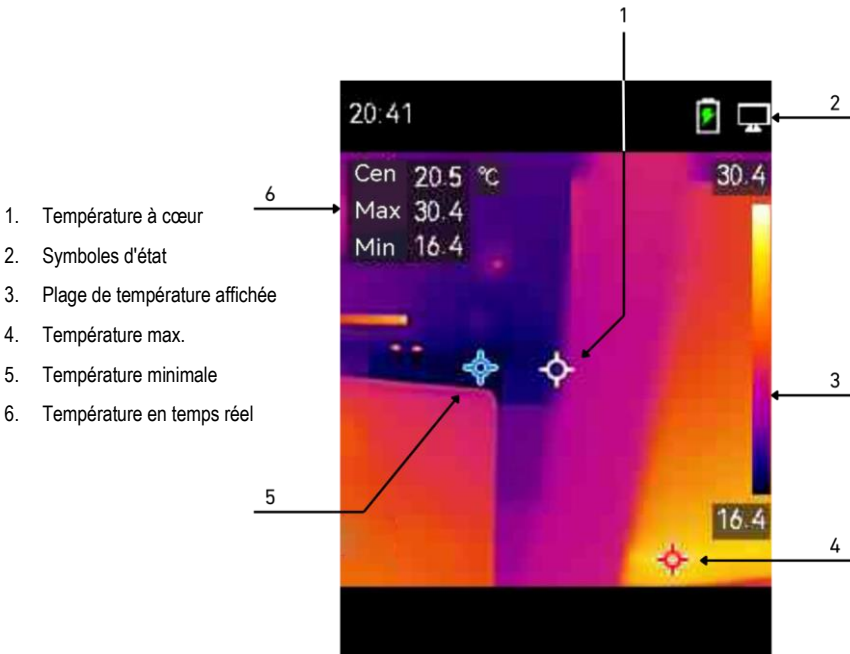 1
20:41
2
Cen 20.5 °C
Max 30.4
Min 16.4
30.4
6
1. Température à cœur
2. Symboles d'état
3. Plage de température affichée
4. Température max.
5. Température minimale
6. Température en temps réel
3
5
16.4
4